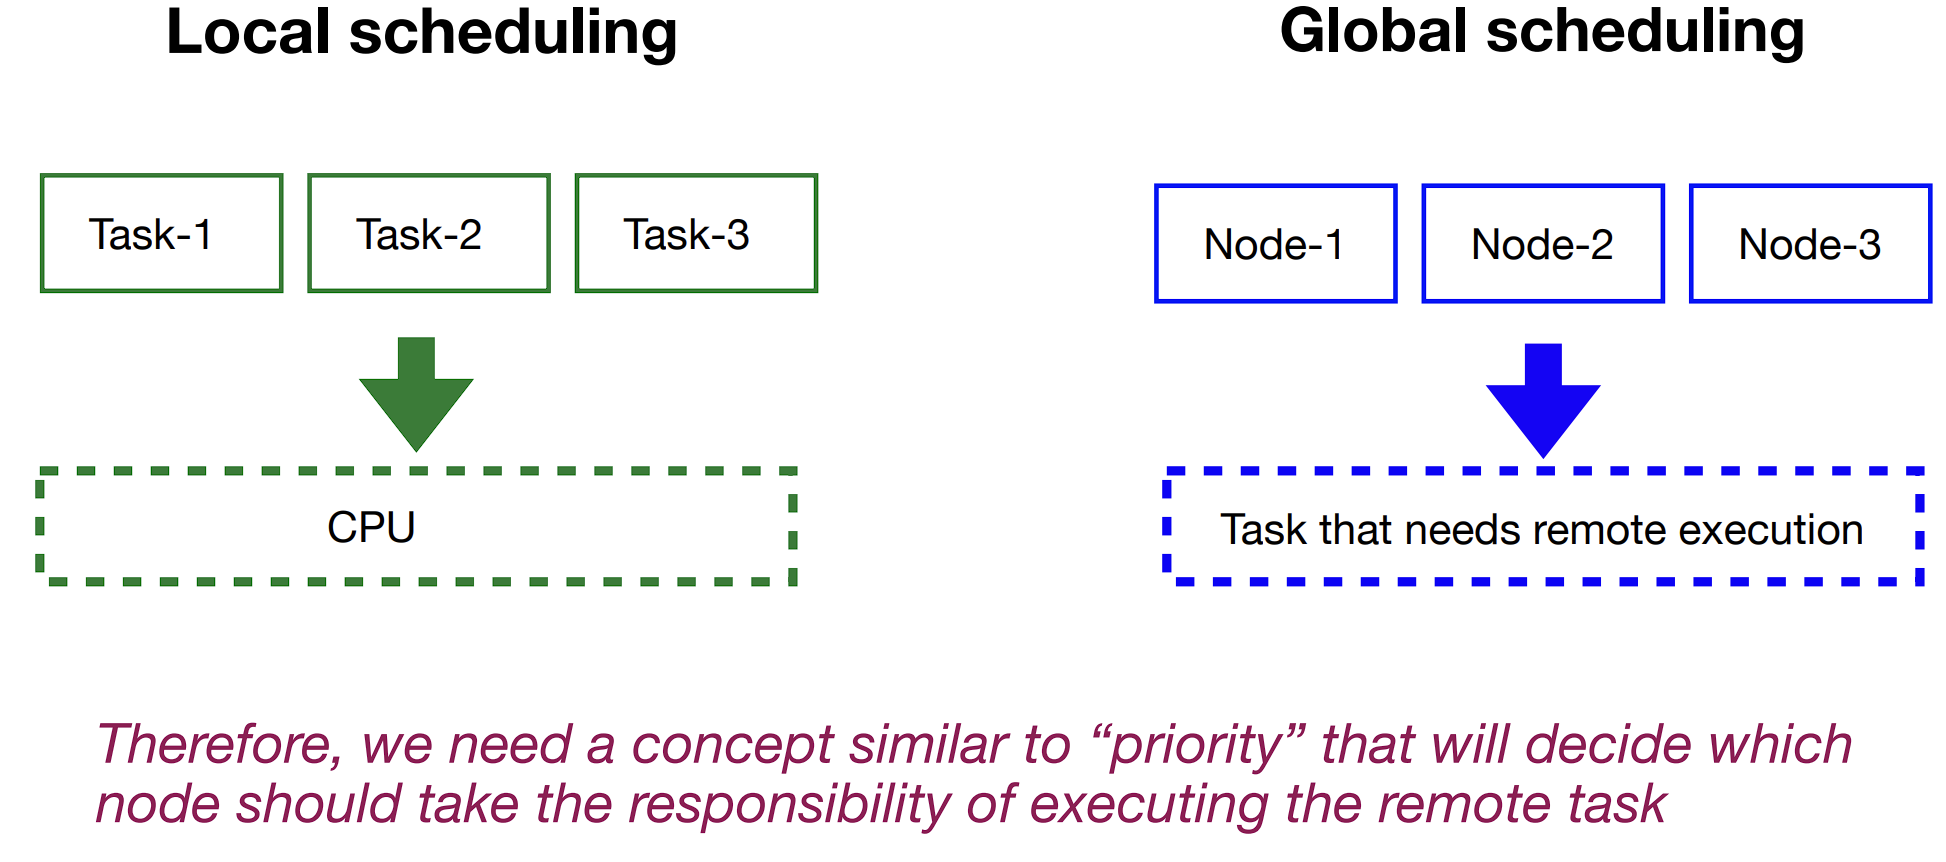 Local scheduling
Global scheduling
Task-1
Task-2
Task-3
Node-1
Node-2
Node-3
CPU
Task that needs remote execution
Therefore, we need a concept similar to “priority” that will decide which
node should take the responsibility of executing the remote task